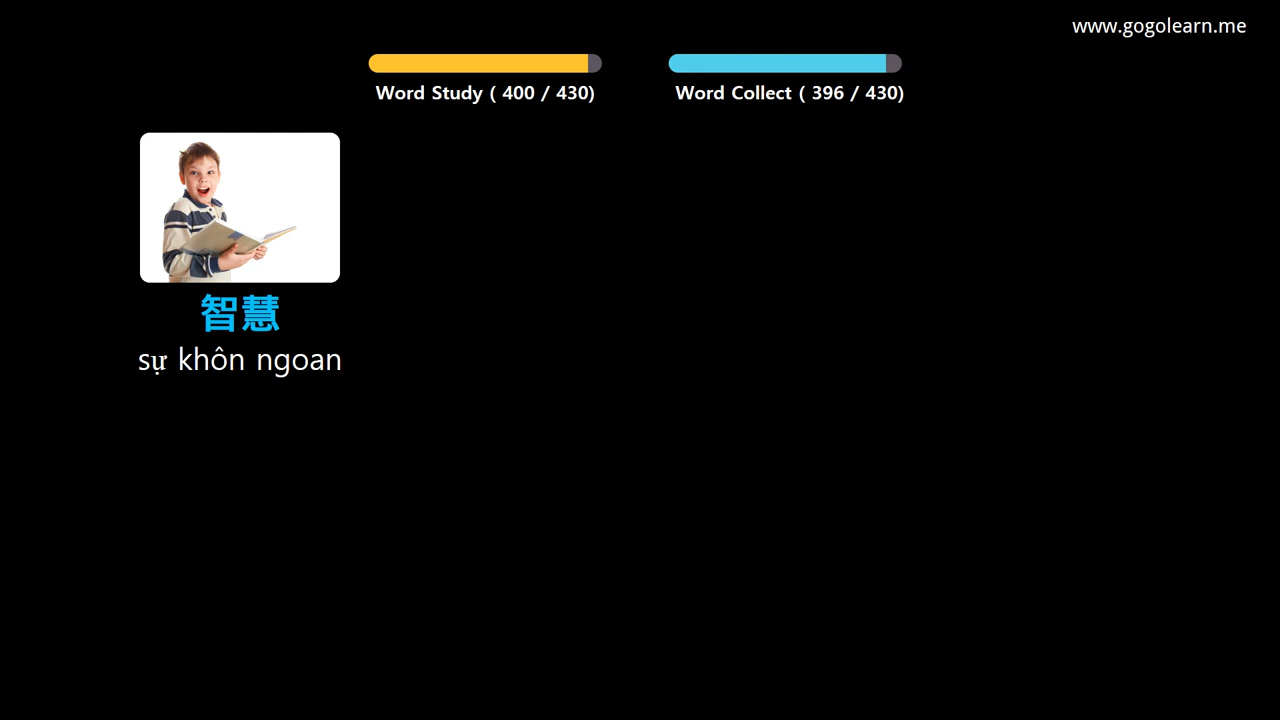 www.gogolearn.me
Word Study ( 400 / 430)
Word Collect ( 396 / 430)
智慧
sự khôn ngoan